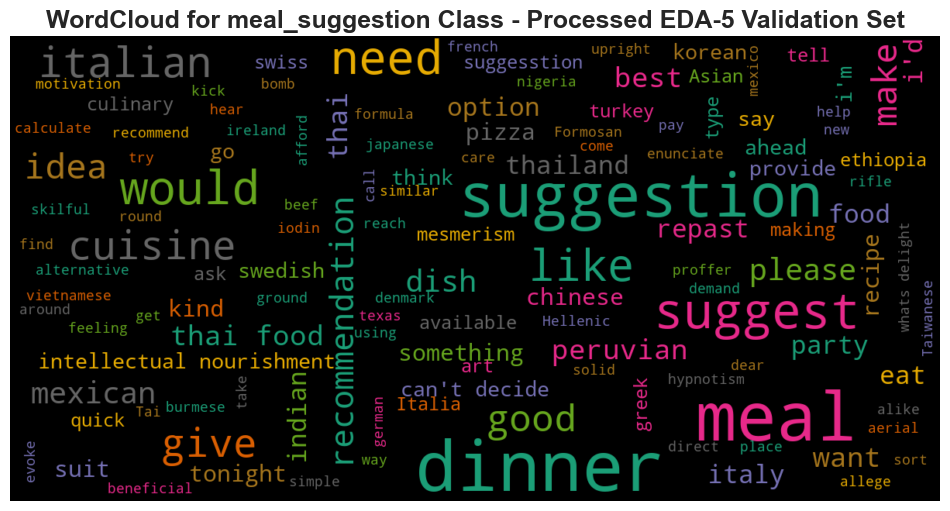 WordCloud for meal_suggestion Class - Processed EDA-5 Validation Set
italian
motivation
culinary
kick
swiss
bomb
hear
french
suggesstion
nigeria
need
upright
best
korean
Asian
mexico
tell
i'm
make
i'd
calculate
recommend
ireland
afford
thai
formula
option
pizza
turkey
Formosan
come
pay
type
say
help
new
idea
try
go
japanese
care
think
similar
call
thailand
enunciate
ahead
provide
ethiopia
rifle
would
skilful
round
beef
iodin
reach
suggestion
mesmerism
repast
making
food
find
cuisine
alternative
ask
swedish
recommendation
dish
like
proffer
demand
please
recipe
whats delight
Taiwanese
vietnamese
around
feeling
get
kind
ground
denmark
texas
using
available
chinese
Hellenic
suggest
thai food
intellectual nourishment
something
art
peruvian
solid
dear
party
mexican
take
indian
can't decide
Italia
greek
hypnotism
eat
quick
Tai
burmese
german
good
meal
alike
aerial
give
way
dinner
direct
place
want
sort
evoke
suit
tonight
beneficial
simple
italy
allege